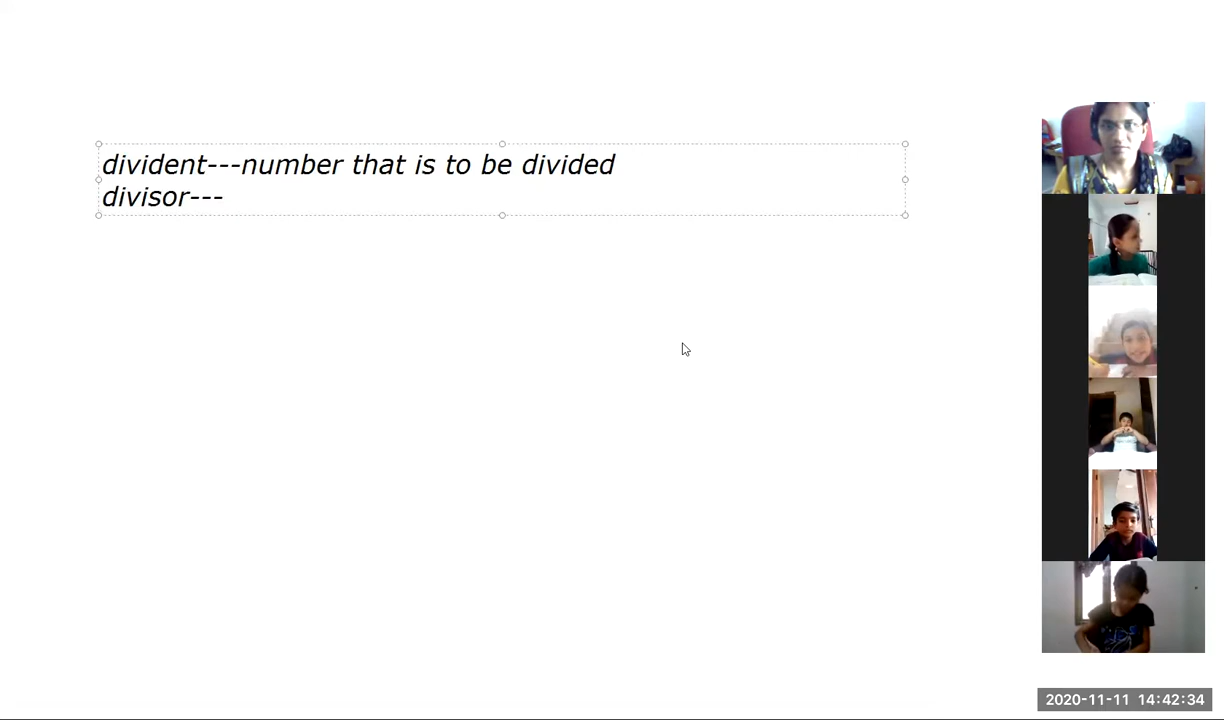 divident---number that is to be divided
divisor---
2020-11-11 14:42:34